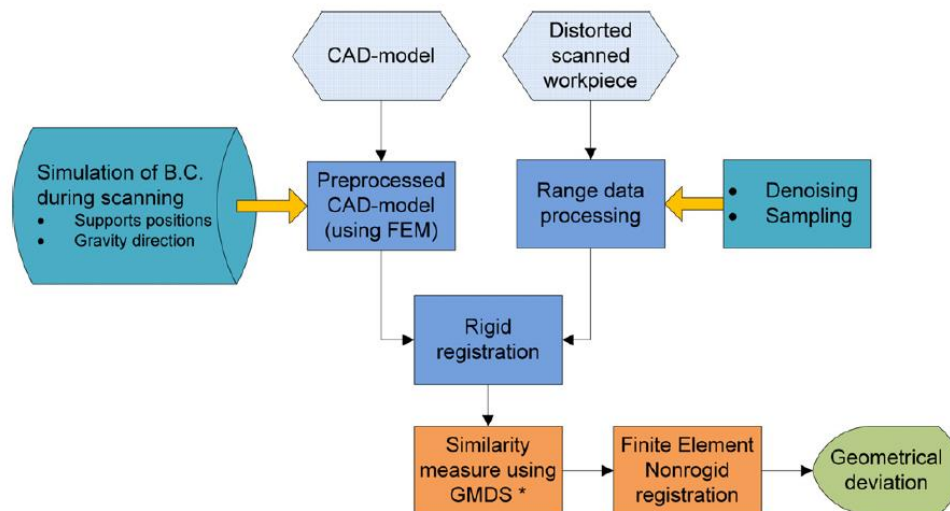 CAD-model
Distorted
scanned
workpiece
Simulation of B.C.
during scanning
• Supports positions
• Gravity direction
Preprocessed
CAD-model
(using FEM)
Range data
processing
• Denoising
• Sampling
Rigid
registration
Similarity
measure using
GMDS *
Finite Element
Nonrogid
registration
Geometrical
deviation